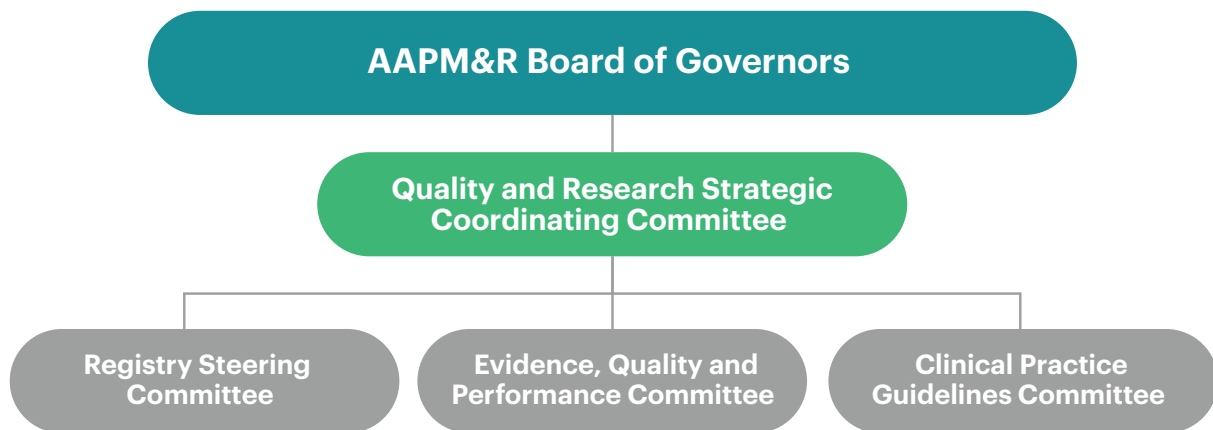 AAPM&R Board of Governors
Quality and Research Strategic
Coordinating Committee
Registry Steering
Committee
Evidence, Quality and
Performance Committee
Clinical Practice
Guidelines Committee